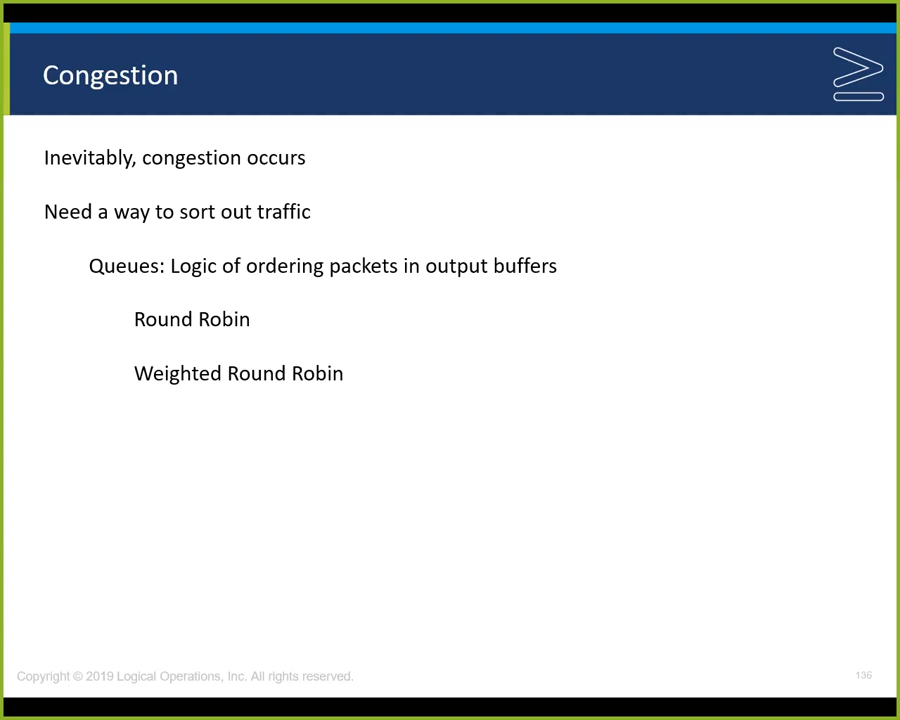 Congestion
Inevitably, congestion occurs
Need a way to sort out traffic
Queues: Logic of ordering packets in output buffers
Round Robin
Weighted Round Robin
Copyright © 2019 Logical Operations, Inc. All rights reserved.
136